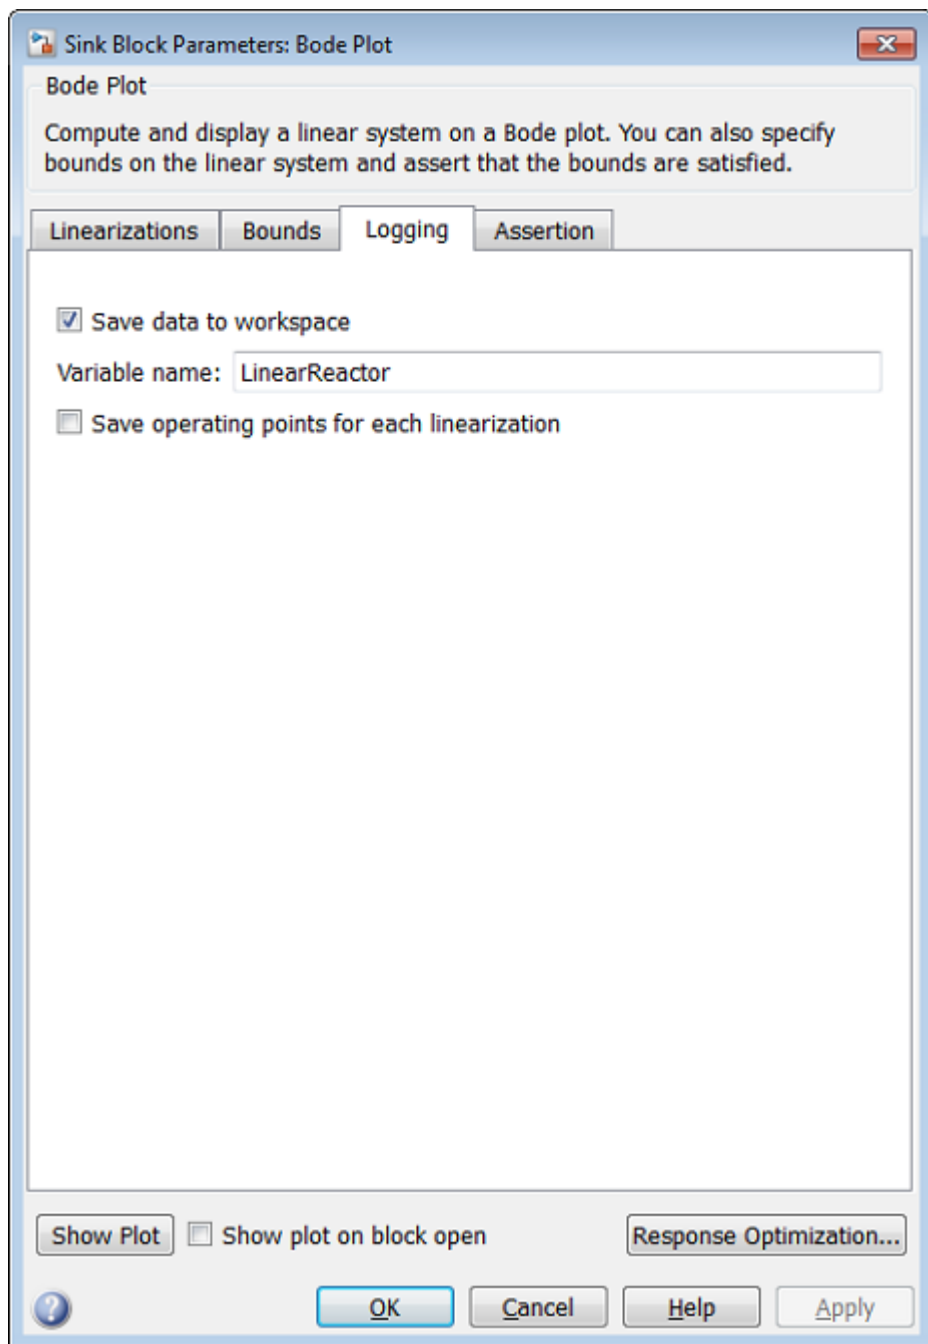 Sink Block Parameters: Bode Plot
Bode Plot
Compute and display a linear system on a Bode plot. You can also specify
bounds on the linear system and assert that the bounds are satisfied.
Linearizations Bounds Logging Assertion
Save data to workspace
Variable name: LinearReactor
Save operating points for each linearization
Show Plot Show plot on block open Response Optimization...
? OK Cancel Help Apply